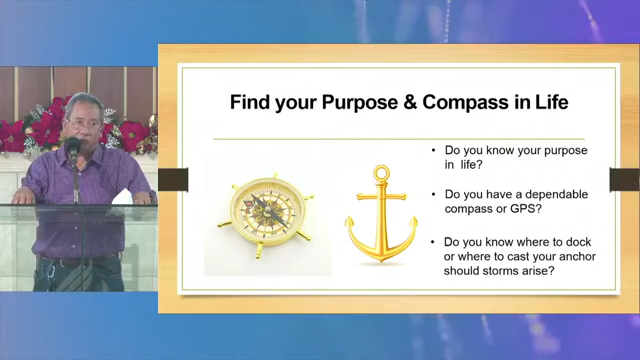 Find your Purpose & Compass in Life
• Do you know your purpose
in life?
• Do you have a dependable
compass or GPS?
• Do you know where to dock
or where to cast your anchor
should storms arise?